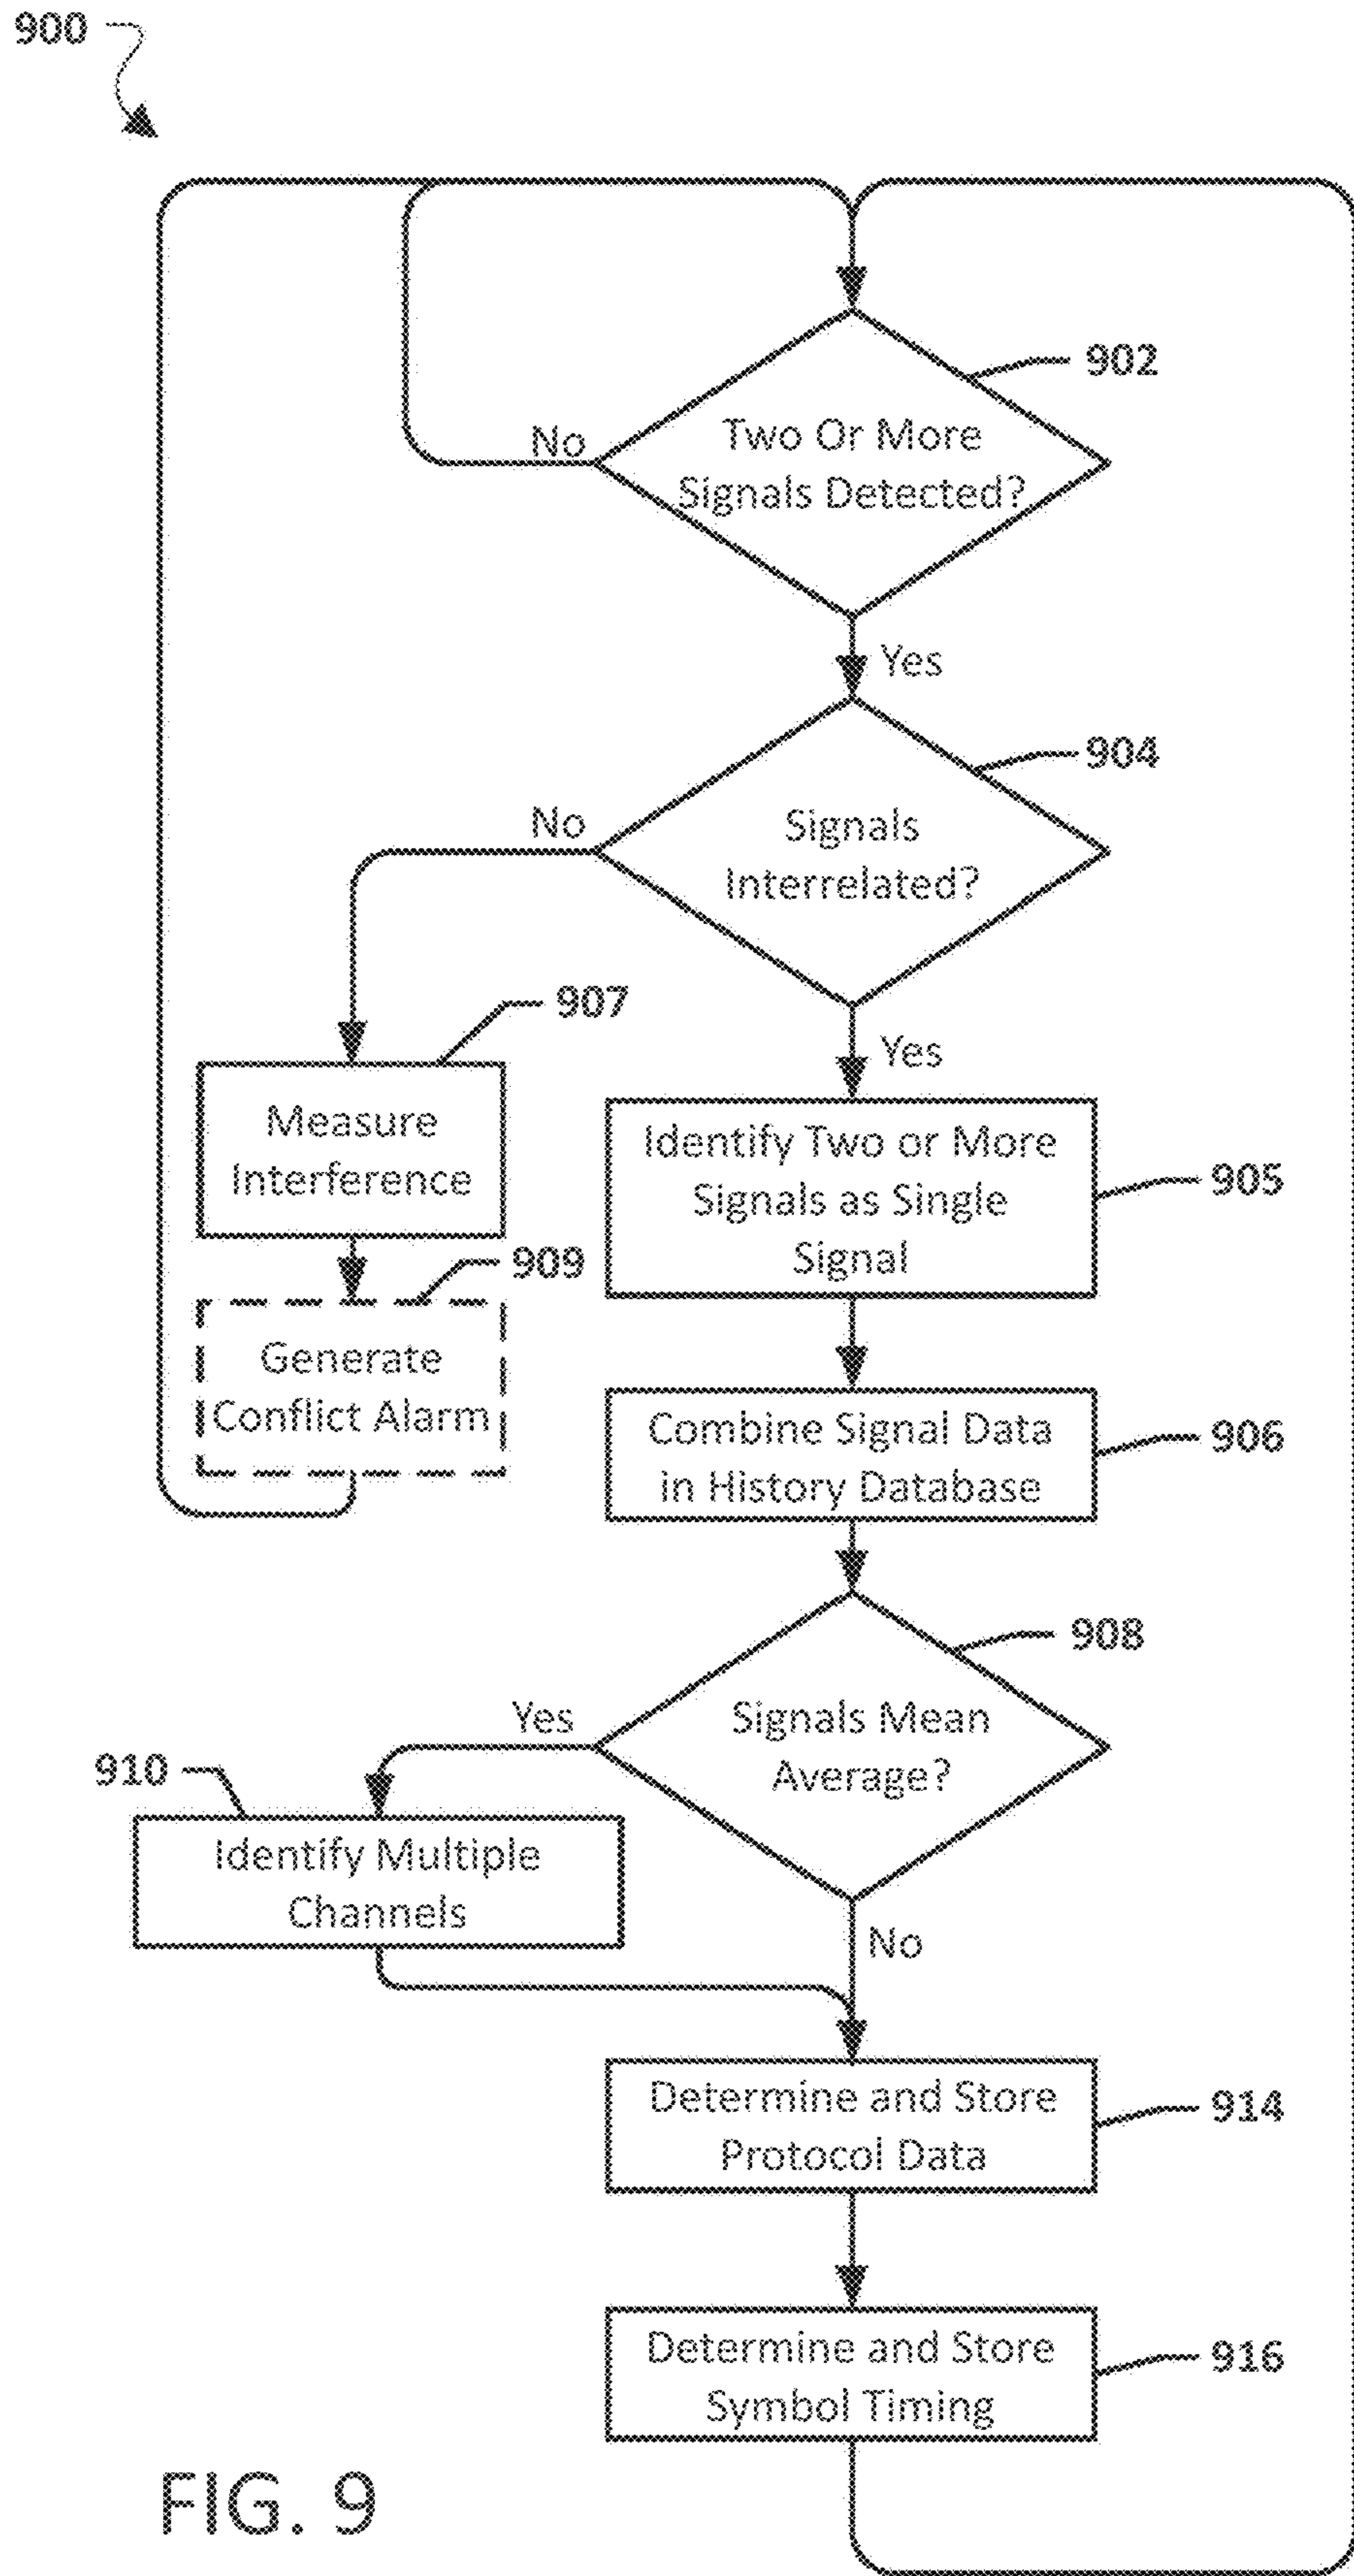 900
902
Two Or More
Signals Detected?
No
Yes
904
Signals
Interrelated?
No
Yes
907
Measure
Interference
905
Identify Two or More
Signals as Single
Signal
909
Generate
Conflict Alarm
906
Combine Signal Data
in History Database
908
Signals Mean
Average?
Yes
910
Identify Multiple
Channels
No
914
Determine and Store
Protocol Data
916
Determine and Store
Symbol Timing
FIG. 9